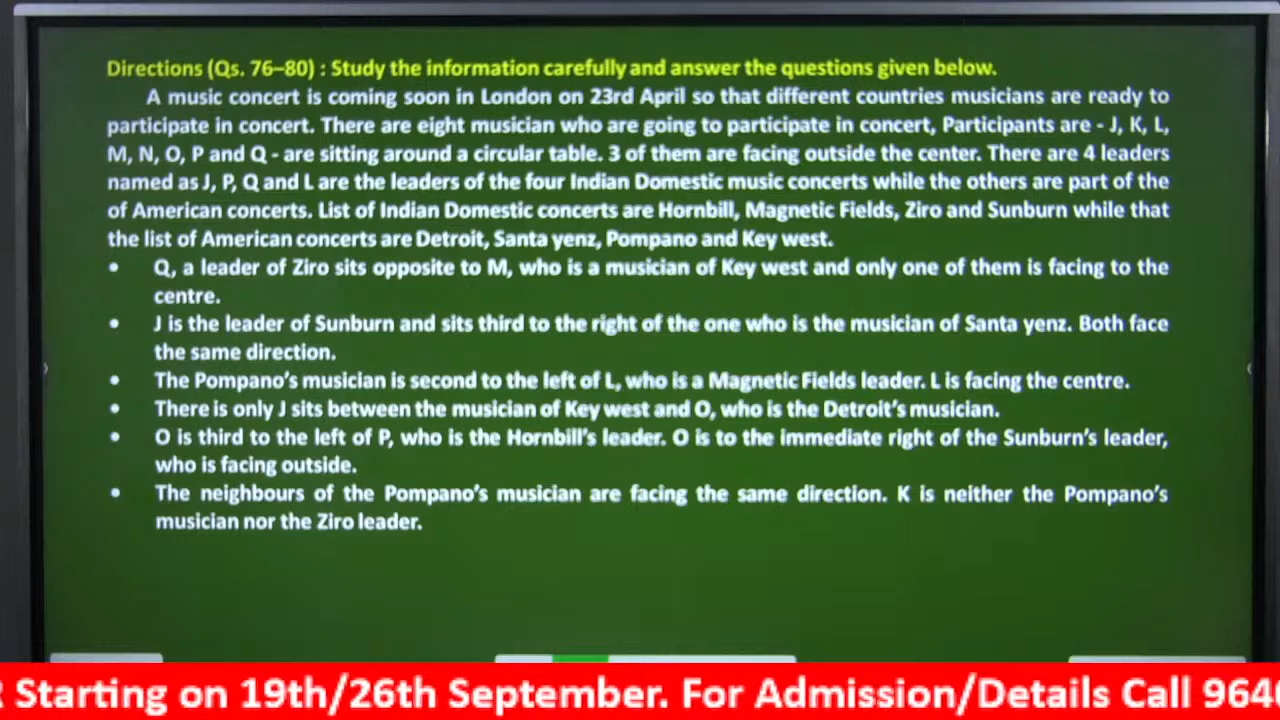 Directions (Qs. 76–80) : Study the information carefully and answer the questions given below.
A music concert is coming soon in London on 23rd April so that different countries musicians are ready to
participate in concert. There are eight musician who are going to participate in concert, Participants are - J, K, L,
M, N, O, P and Q - are sitting around a circular table. 3 of them are facing outside the center. There are 4 leaders
named as J, P, Q and L are the leaders of the four Indian Domestic music concerts while the others are part of the
of American concerts. List of Indian Domestic concerts are Hornbill, Magnetic Fields, Ziro and Sunburn while that
the list of American concerts are Detroit, Santa yenz, Pompano and Key west.
• Q, a leader of Ziro sits opposite to M, who is a musician of Key west and only one of them is facing to the
centre.
• J is the leader of Sunburn and sits third to the right of the one who is the musician of Santa yenz. Both face
the same direction.
• The Pompano's musician is second to the left of L, who is a Magnetic Fields leader. L is facing the centre.
• There is only J sits between the musician of Key west and O, who is the Detroit's musician.
• O is third to the left of P, who is the Hornbill's leader. O is to the immediate right of the Sunburn's leader,
who is facing outside.
• The neighbours of the Pompano's musician are facing the same direction. K is neither the Pompano's
musician nor the Ziro leader.
Starting on 19th/26th September. For Admission/Details Call 964